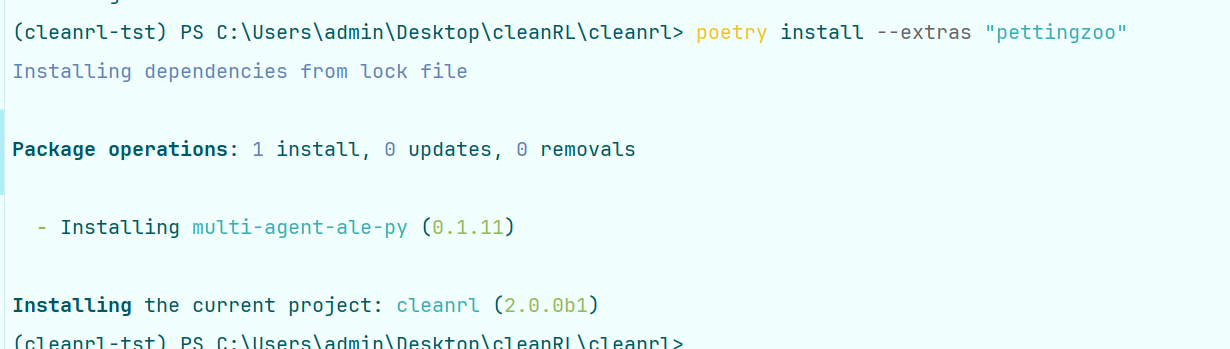 (cleanrl-tst) PS C:\Users\admin\Desktop\cleanRL\cleanrl> poetry install --extras "pettingzoo"
Installing dependencies from lock file
Package operations: 1 install, 0 updates, 0 removals
- Installing multi-agent-ale-py (0.1.11)
Installing the current project: cleanrl (2.0.0b1)
(cleanrl-tst) PS C:\Users\admin\Desktop\cleanRL\cleanrl>